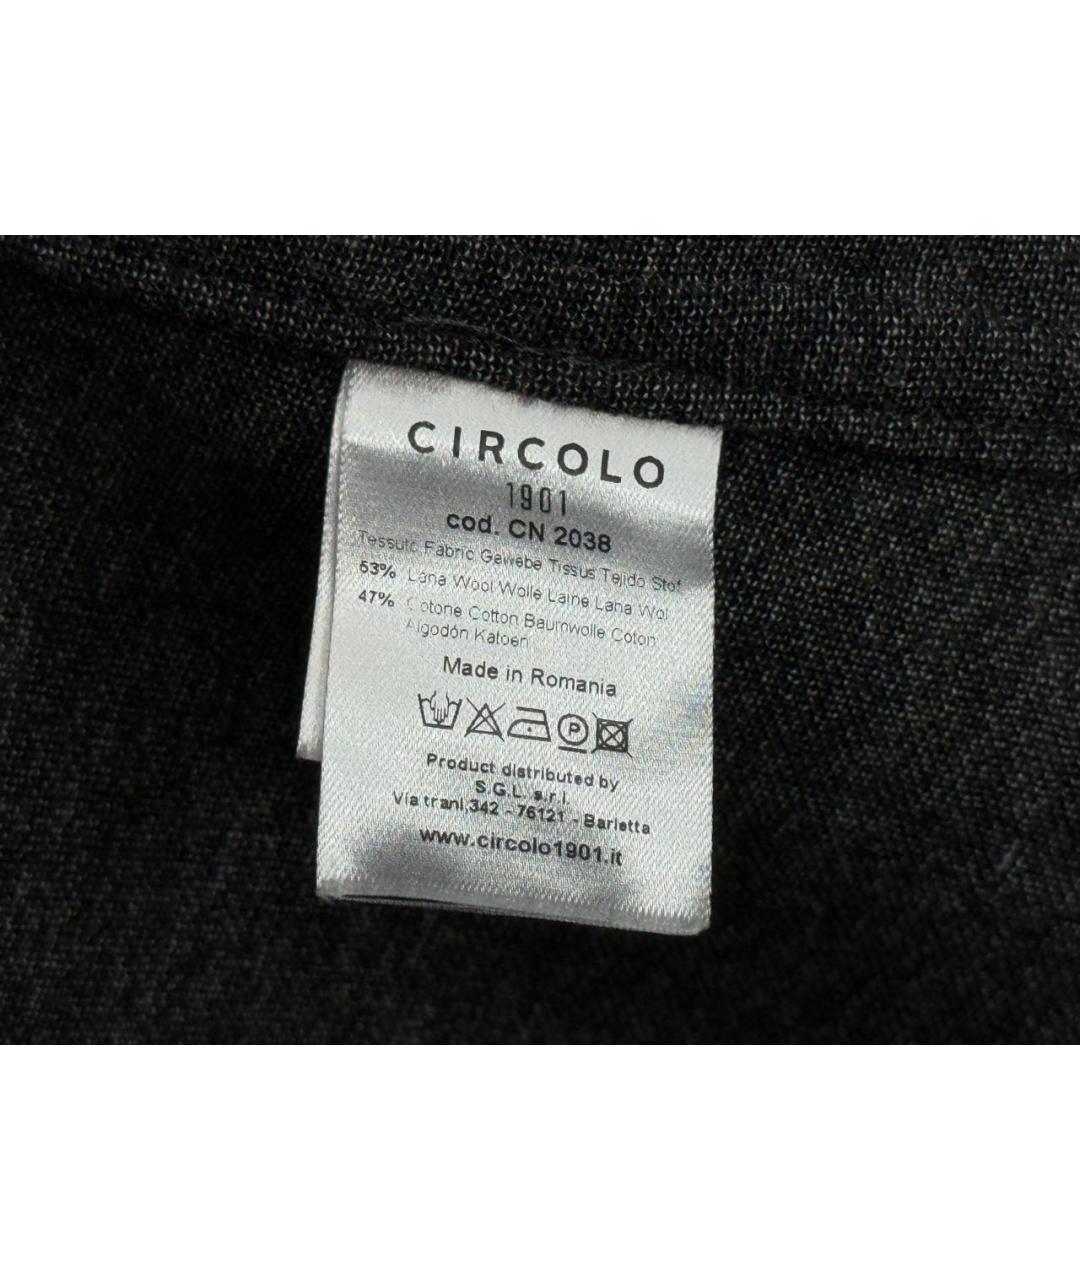 CIRCOLO
1901
cod. CN 2038
Tessuto Fabric Gewebe Tissus Tejido Stof
53% Lana Wool Wolle Laine Lana Wol
47% Cotone Cotton Baumwolle Coton
Algodón Katoen
Made in Romania
P
Product distributed by
S.G.L. s.r.l.
Via trani,342 - 76121 - Barletta
www.circolo1901.it